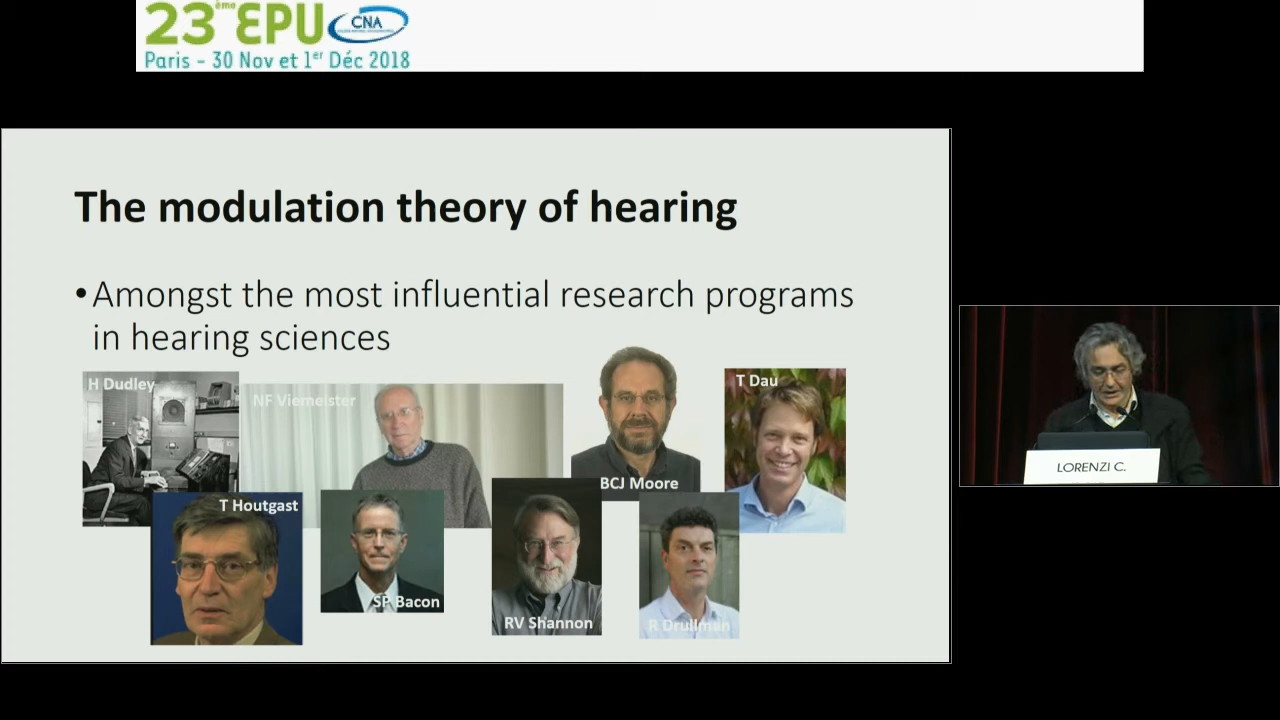 23ème EPU CNA
Paris - 30 Nov et 1er Déc 2018
The modulation theory of hearing
•Amongst the most influential research programs
in hearing sciences
H Dudley
NF Viemeister
T Dau
BCJ Moore
T Houtgast
SP Bacon
RV Shannon
R Drullman
LORENZI C.